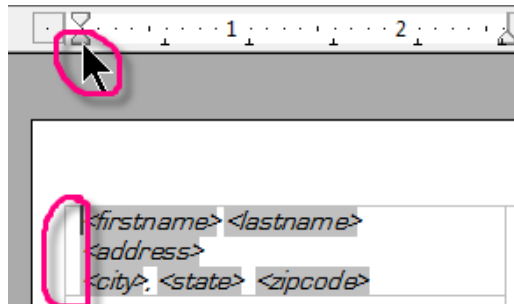 1 2
<firstname> <lastname>
<address>
<city>, <state> <zipcode>